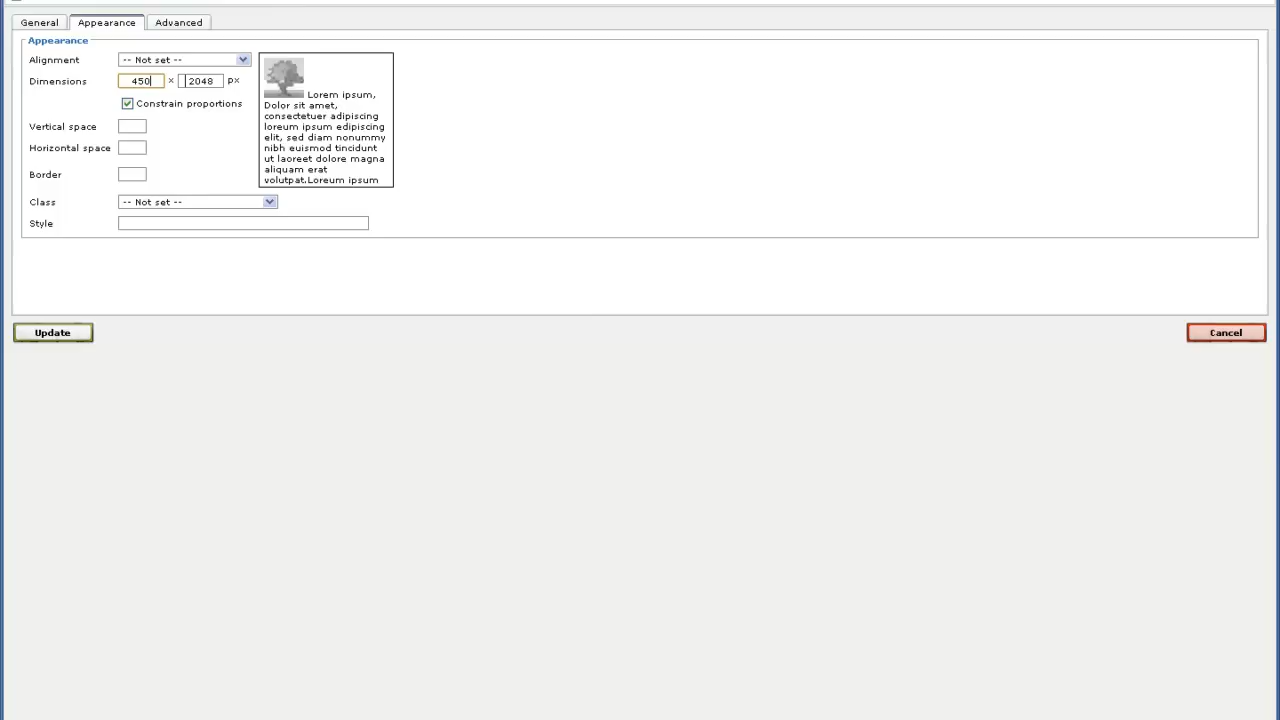 General Appearance Advanced
Appearance
Alignment -- Not set --
Dimensions 450 x 2048 px
Constrain proportions
Vertical space
Horizontal space
Border
Class -- Not set --
Style
Lorem ipsum,
Dolor sit amet,
consectetuer adipiscing
loreum ipsum edipiscing
elit, sed diam nonummy
nibh euismod tincidunt
ut laoreet dolore magna
aliquam erat
volutpat.Loreum ipsum
Update Cancel